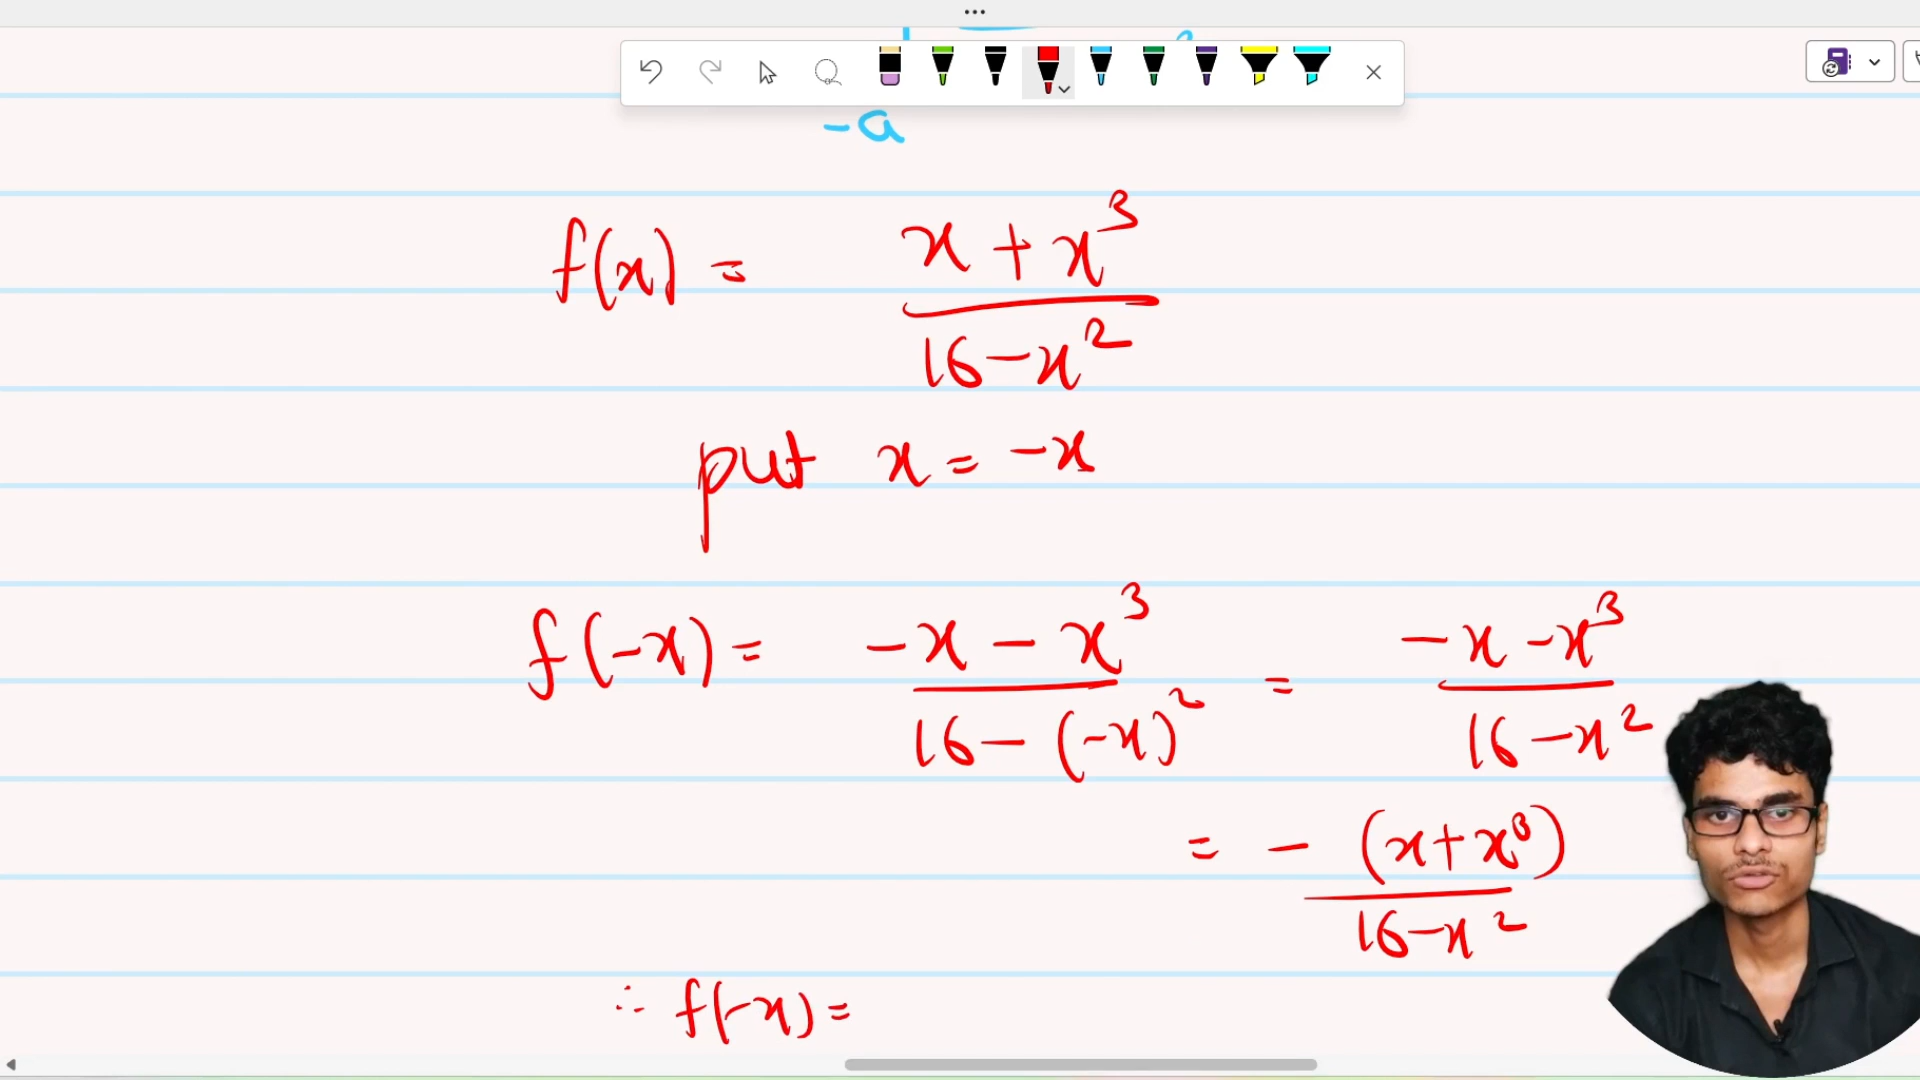 -a
f(x) = x + x³ / 16 - x²
put x = -x
f(-x) = -x - x³ / 16 - (-x)² = -x - x³ / 16 - x²
= - (x + x³) / 16 - x²
∴ f(-x) =